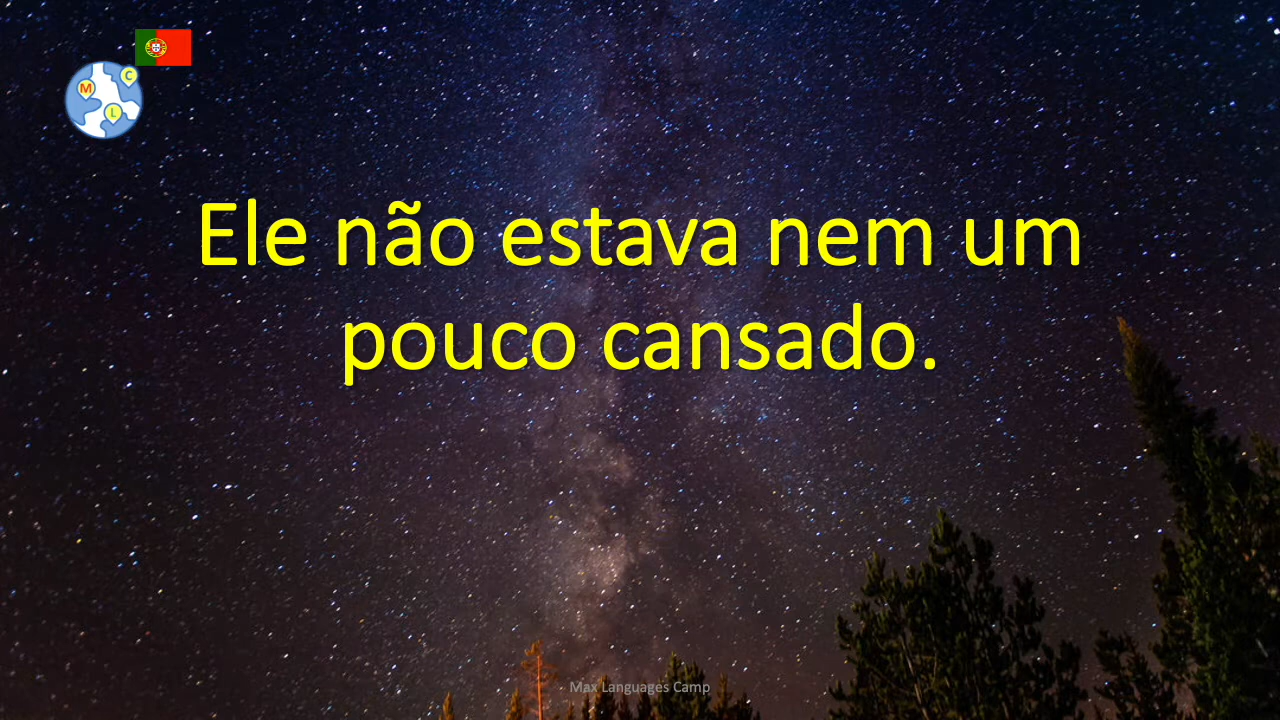 C
M
L
Ele não estava nem um
pouco cansado.
Max Languages Camp